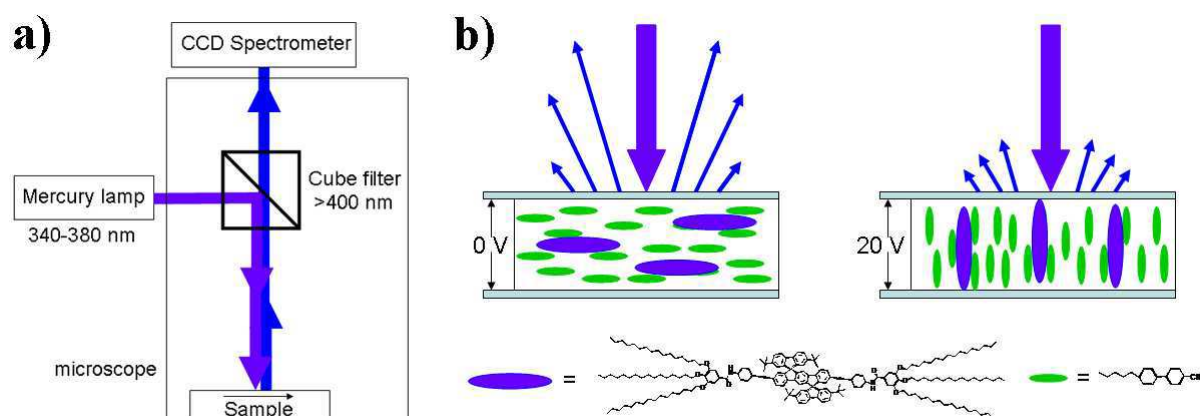 a)
CCD Spectrometer
Mercury lamp
340-380 nm
Cube filter
>400 nm
microscope
Sample
b)
0 V
20 V
=
=